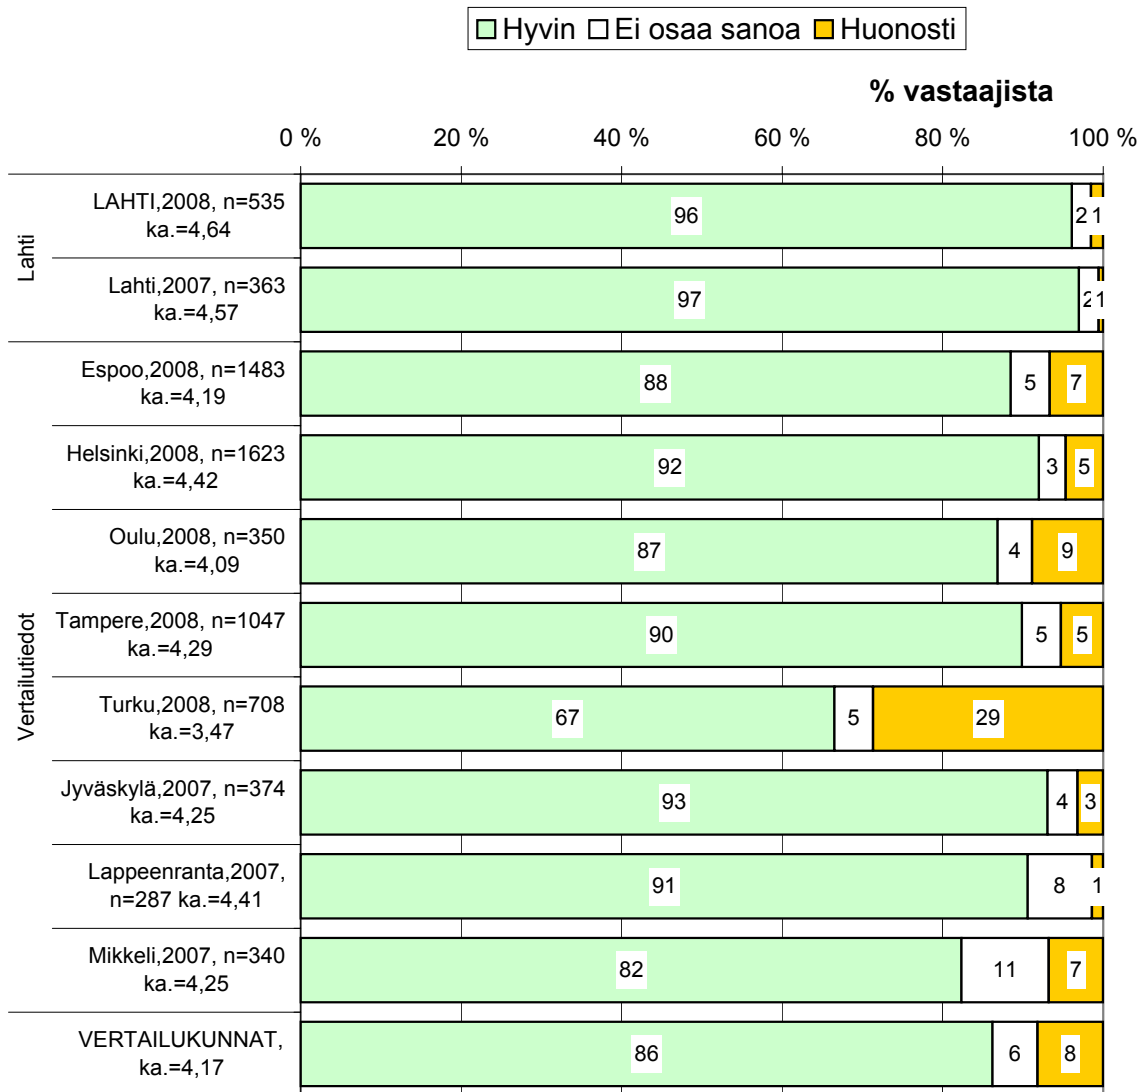 Hyvin Ei osaa sanoa Huonosti
% vastaajista
0 % 20 % 40 % 60 % 80 % 100 %
Lahti
LAHTI,2008, n=535
ka.=4,64
96 2 1
Lahti,2007, n=363
ka.=4,57
97 2 1
Vertailutiedot
Espoo,2008, n=1483
ka.=4,19
88 5 7
Helsinki,2008, n=1623
ka.=4,42
92 3 5
Oulu,2008, n=350
ka.=4,09
87 4 9
Tampere,2008, n=1047
ka.=4,29
90 5 5
Turku,2008, n=708
ka.=3,47
67 5 29
Jyväskylä,2007, n=374
ka.=4,25
93 4 3
Lappeenranta,2007,
n=287 ka.=4,41
91 8 1
Mikkeli,2007, n=340
ka.=4,25
82 11 7
VERTAILUKUNNAT,
ka.=4,17
86 6 8